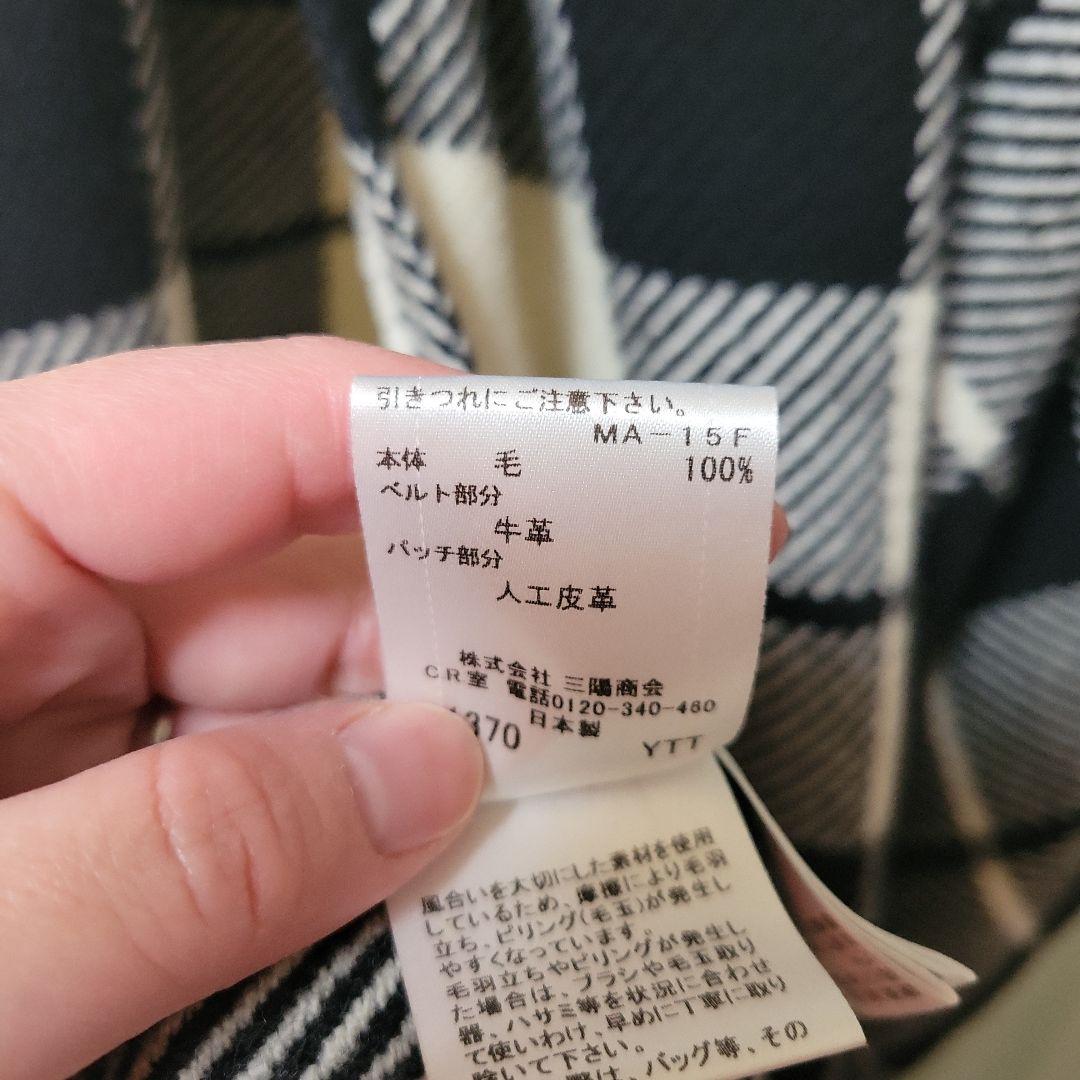 引きつれにご注意下さい。
MA-15F
本体 毛 100%
ベルト部分
牛革
パッチ部分
人工皮革
株式会社 三陽商会
C.R室 電話0120-340-460
日本製
370 YTT
風合いを大切にした素材を使用
しているため、摩擦により毛羽
立ち、ピリング(毛玉)が発生し
やすくなっています。
毛羽立ちやピリングが発生し
た場合は、ブラシや毛玉取り
器、ハサミ等を状況に合わせ
て使いわけ、早めに丁寧に取り
除いて下さい。
際は、バッグ等、その